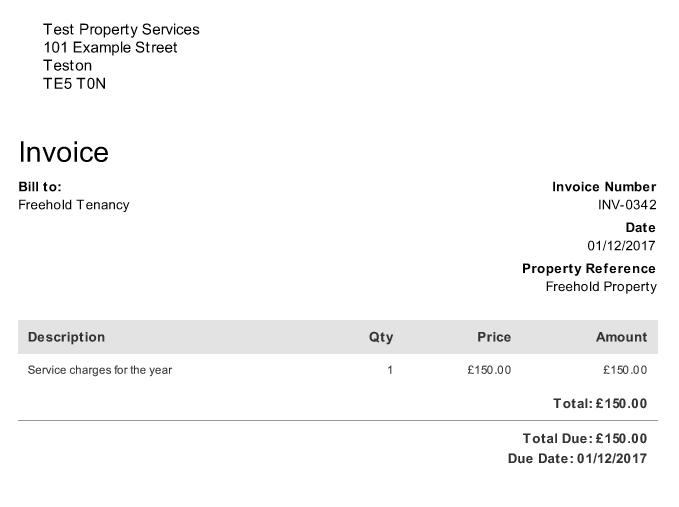 Test Property Services
101 Example Street
Teston
TE5 T0N
Invoice
Bill to:
Freehold Tenancy
Invoice Number
INV-0342
Date
01/12/2017
Property Reference
Freehold Property
Description Qty Price Amount
Service charges for the year 1 £150.00 £150.00
Total: £150.00
Total Due: £150.00
Due Date: 01/12/2017